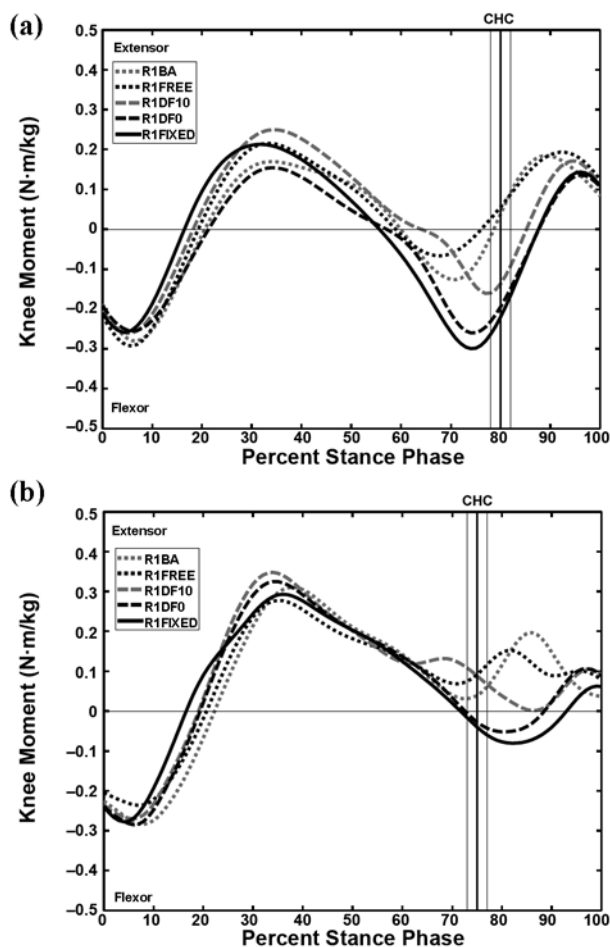 (a)
CHC
0.5
Extensor
0.4
R1BA
R1FREE
R1DF10
R1DF0
R1FIXED
0.3
0.2
0.1
0
–0.1
–0.2
–0.3
–0.4
Flexor
–0.5
Knee Moment (N·m/kg)
0 10 20 30 40 50 60 70 80 90 100
Percent Stance Phase
(b)
CHC
0.5
Extensor
0.4
R1BA
R1FREE
R1DF10
R1DF0
R1FIXED
0.3
0.2
0.1
0
–0.1
–0.2
–0.3
–0.4
Flexor
–0.5
Knee Moment (N·m/kg)
0 10 20 30 40 50 60 70 80 90 100
Percent Stance Phase